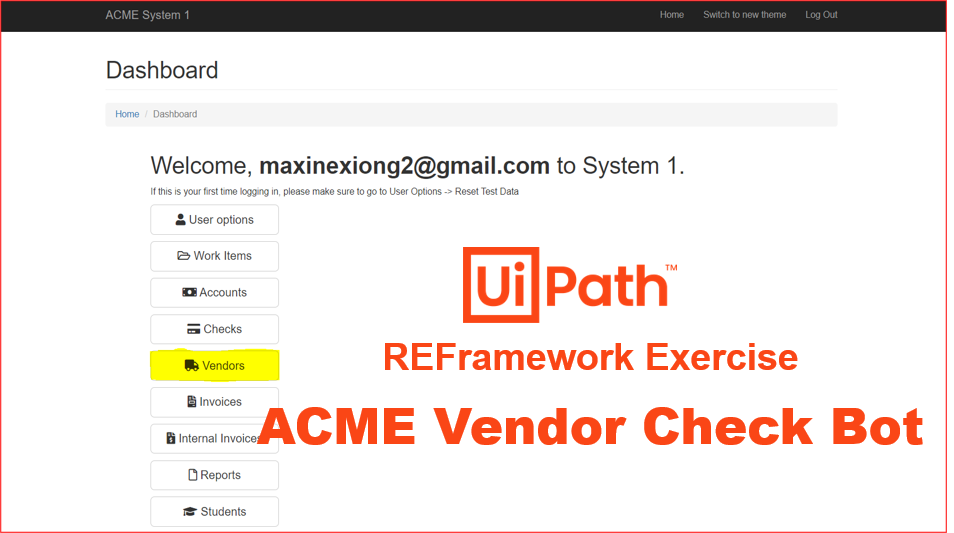 ACME System 1
Home Switch to new theme Log Out
Dashboard
Home / Dashboard
Welcome, maxinexiong2@gmail.com to System 1.
If this is your first time logging in, please make sure to go to User Options -> Reset Test Data
User options
Work Items
Accounts
Checks
Vendors
Invoices
Internal Invoices
Reports
Students
UiPath™
REFramework Exercise
ACME Vendor Check Bot